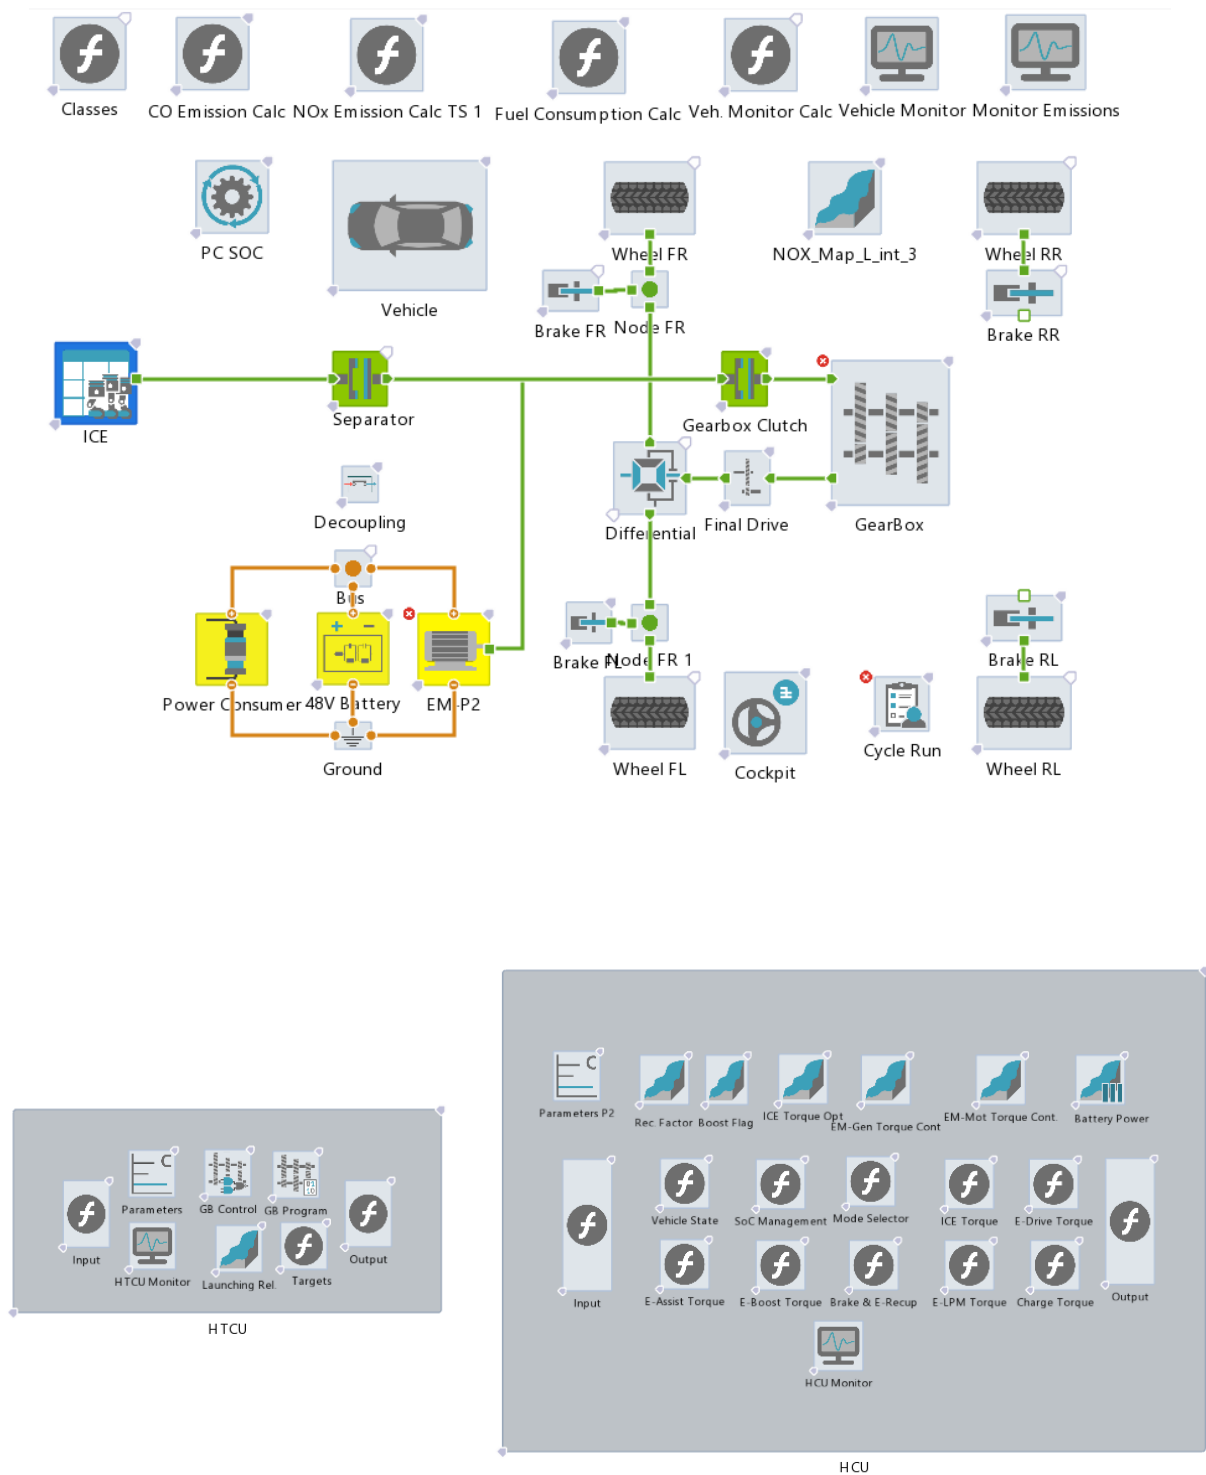 Classes
CO Emission Calc
NOx Emission Calc TS 1
Fuel Consumption Calc
Veh. Monitor Calc
Vehicle Monitor
Monitor Emissions
PC SOC
Vehicle
Wheel FR
NOX_Map_L_int_3
Wheel RR
Brake FR
Node FR
Brake RR
ICE
Separator
Gearbox Clutch
Decoupling
Differential
Final Drive
GearBox
Bus
Brake FL
Node FR 1
Brake RL
Power Consumer
48V Battery
EM-P2
Ground
Wheel FL
Cockpit
Cycle Run
Wheel RL
Parameters P2
Rec. Factor
Boost Flag
ICE Torque Opt
EM-Gen Torque Cont
EM-Mot Torque Cont.
Battery Power
Input
Vehicle State
SoC Management
Mode Selector
ICE Torque
E-Drive Torque
Output
E-Assist Torque
E-Boost Torque
Brake & E-Recup
E-LPM Torque
Charge Torque
HCU Monitor
HCU
Input
Parameters
GB Control
GB Program
Output
HTCU Monitor
Launching Rel.
Targets
HTCU